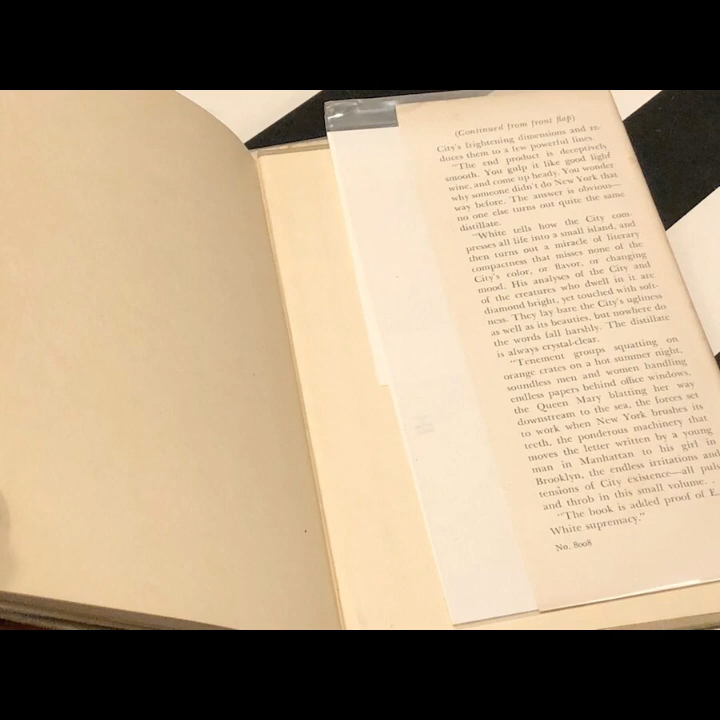 (Continued from front flap)
City's frightening dimensions and re-
duces them to a few powerful lines.
"The end product is deceptively
smooth. You gulp it like good light
wine, and come up heady. You wonder
why someone didn't do New York that
way before. The answer is obvious—
no one else turns out quite the same
distillate.
"White tells how the City com-
presses all life into a small island, and
then turns out a miracle of literary
compactness that misses none of the
City's color, or flavor, or changing
mood. His analyses of the City and
of the creatures who dwell in it are
diamond bright, yet touched with soft-
ness. They lay bare the City's ugliness
as well as its beauties, but nowhere do
the words fall harshly. The distillate
is always crystal-clear.
"Tenement groups squatting on
orange crates on a hot summer night,
soundless men and women handling
endless papers behind office windows,
the Queen Mary blatting her way
downstream to the sea, the forces set
to work when New York brushes its
teeth, the ponderous machinery that
moves the letter written by a young
man in Manhattan to his girl in
Brooklyn, the endless irritations and
tensions of City existence—all puls
and throb in this small volume. .
"The book is added proof of E.
White supremacy."
No. 8008